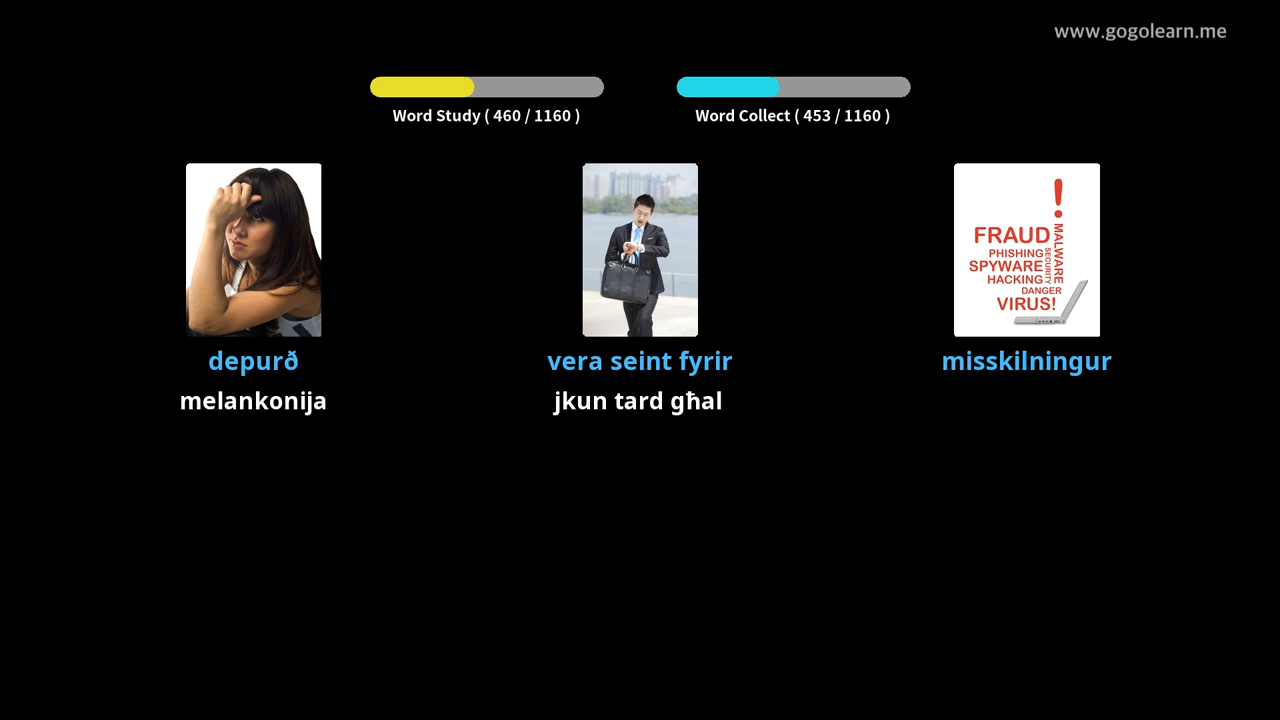 www.gogolearn.me
Word Study ( 460 / 1160 )
Word Collect ( 453 / 1160 )
!
FRAUD
MALWARE
PHISHING
SECURITY
SPYWARE
HACKING
DANGER
VIRUS!
depurð
vera seint fyrir
misskilningur
melankonija
jkun tard għal